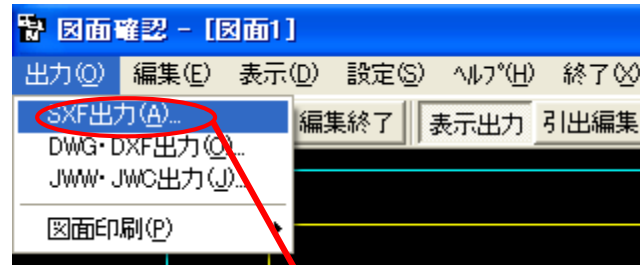 図面確認 - [図面1]
出力(O) 編集(E) 表示(D) 設定(S) ヘルプ(H) 終了(X)
SXF出力(A)...
編集終了 表示出力 引出編集
DWG・DXF出力(O)...
JWW・JWC出力(J)...
図面印刷(P)